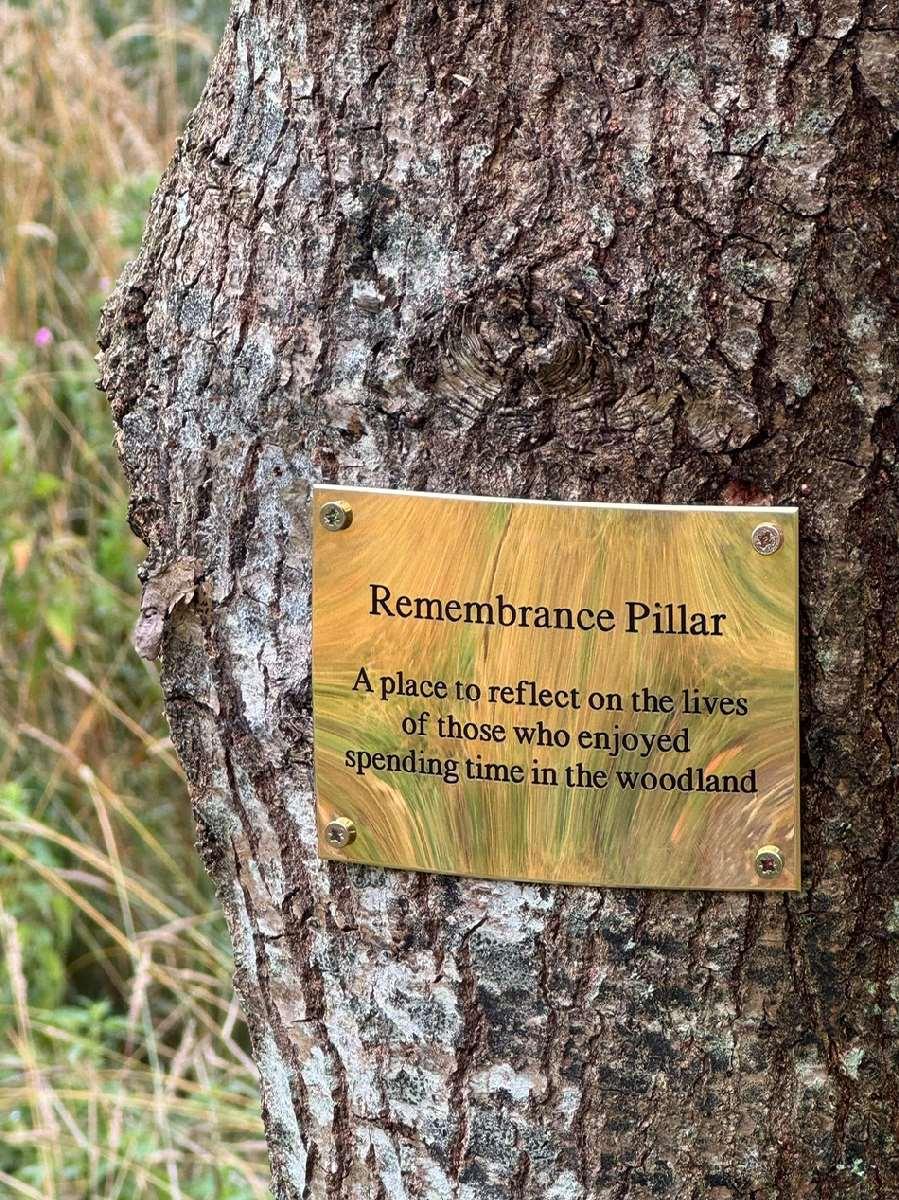 Remembrance Pillar
A place to reflect on the lives
of those who enjoyed
spending time in the woodland